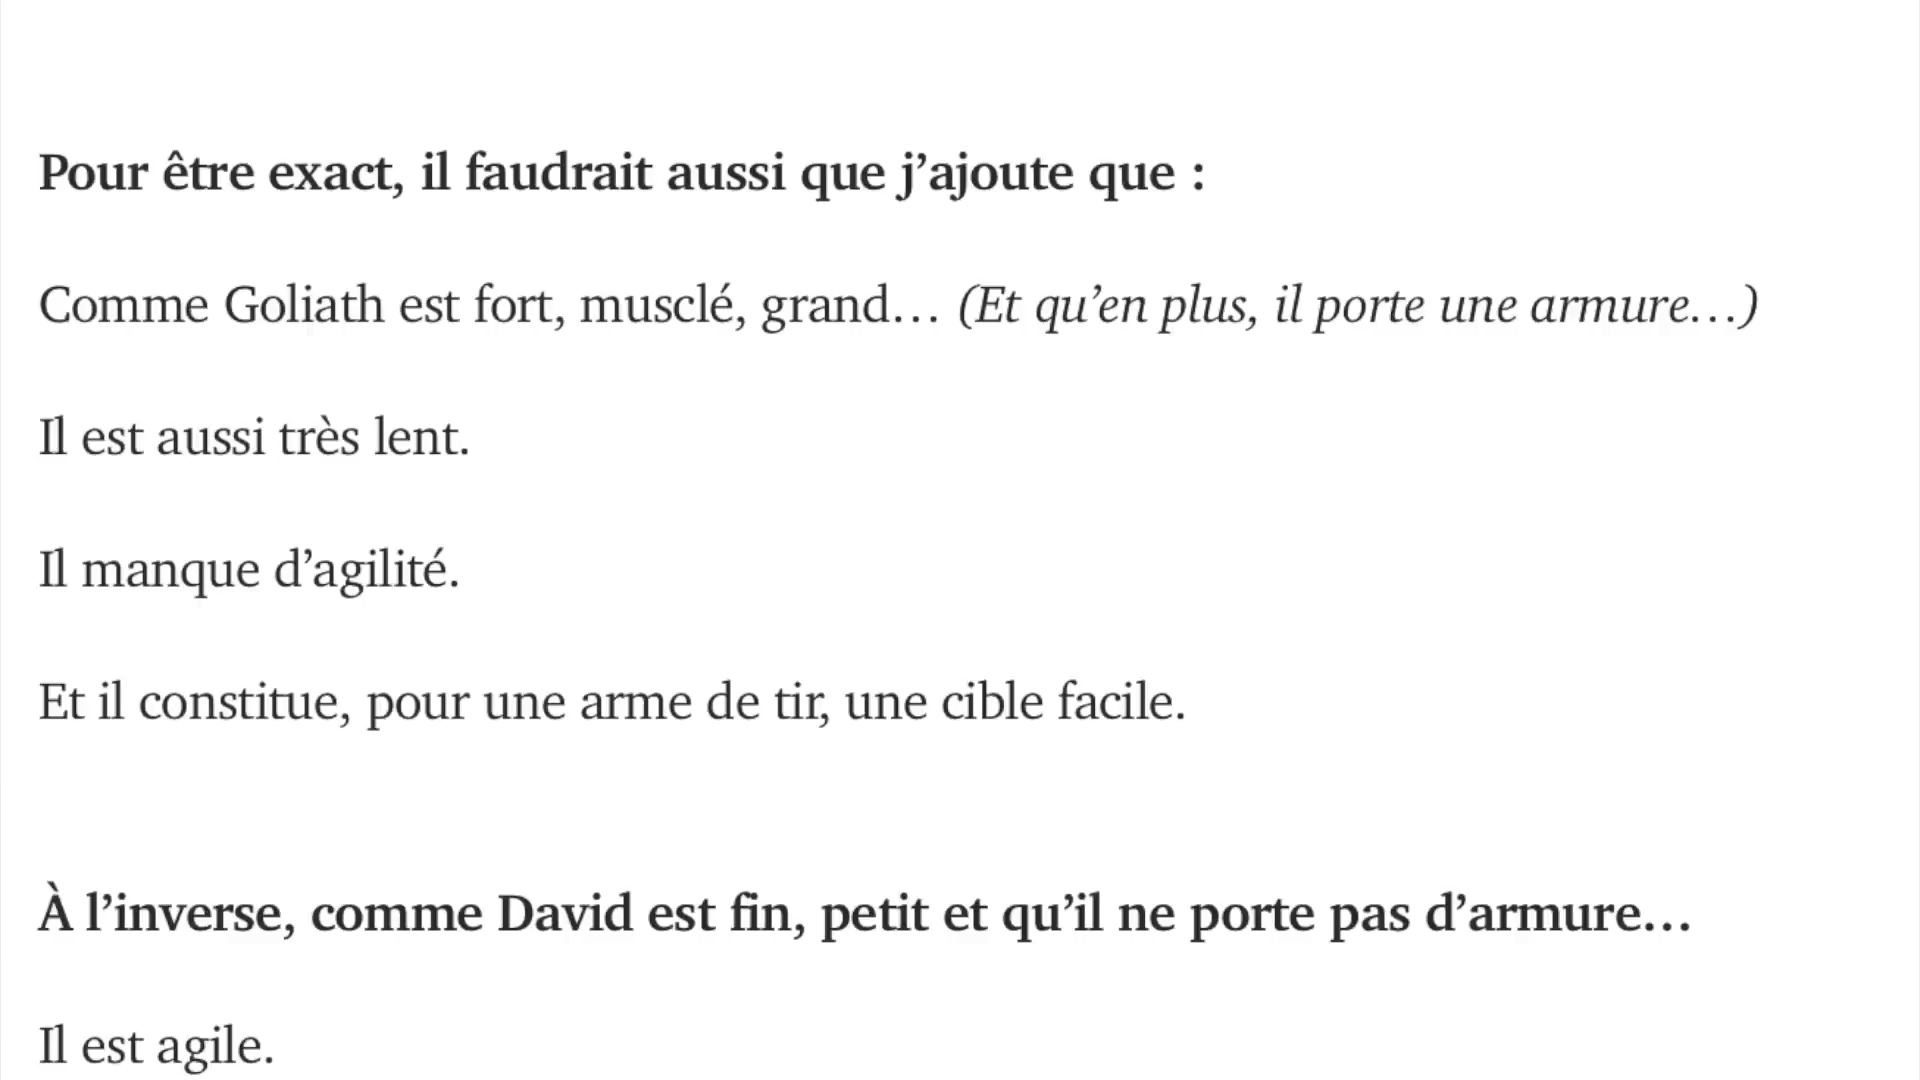 Pour être exact, il faudrait aussi que j’ajoute que :
Comme Goliath est fort, musclé, grand… (Et qu’en plus, il porte une armure…)
Il est aussi très lent.
Il manque d’agilité.
Et il constitue, pour une arme de tir, une cible facile.
À l’inverse, comme David est fin, petit et qu’il ne porte pas d’armure…
Il est agile.